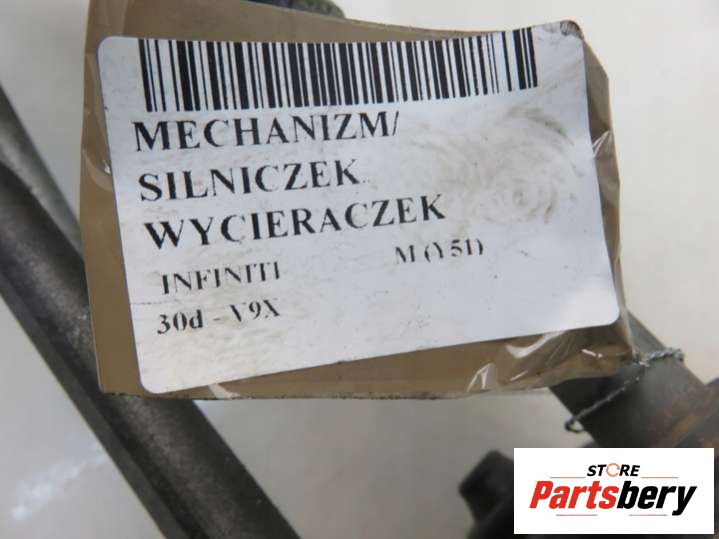 MECHANIZM/
SILNICZEK
WYCIERACZEK
INFINITI M (Y51)
30d - V9X
STORE
Partsbery